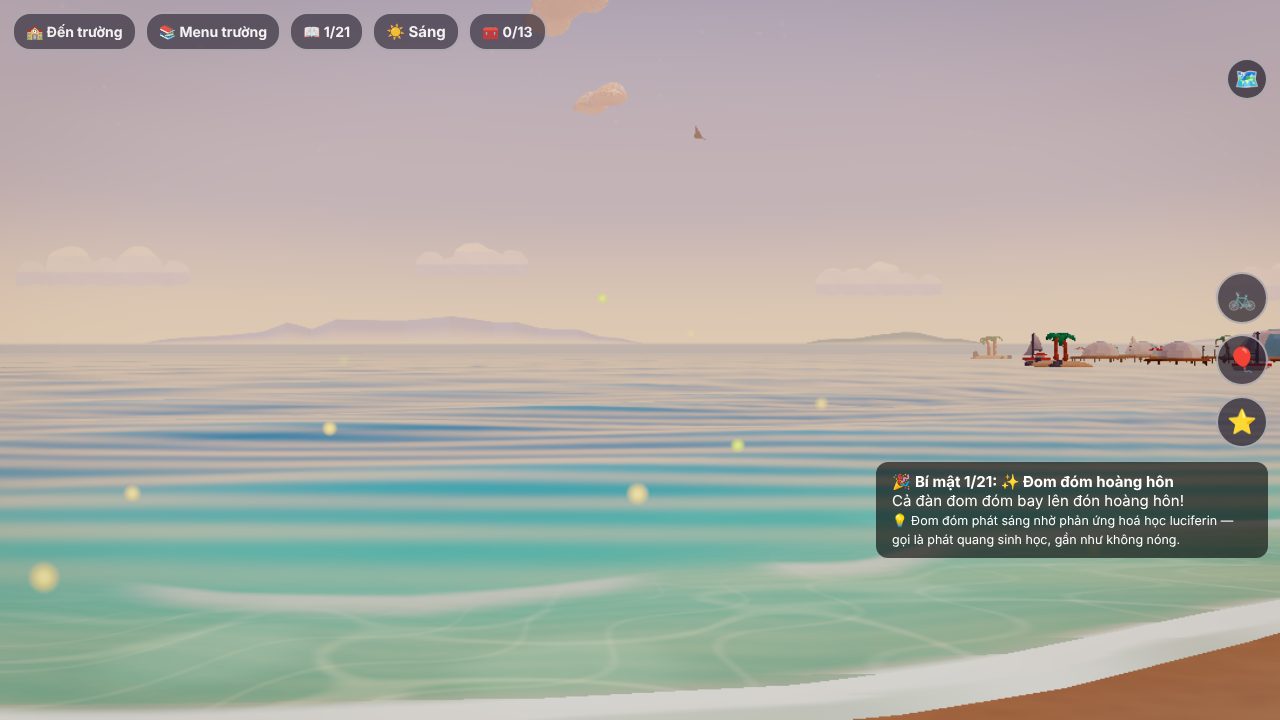 Đến trường
Menu trường
1/21
Sáng
0/13
Bí mật 1/21: ✨ Đom đóm hoàng hôn
Cả đàn đom đóm bay lên đón hoàng hôn!
Đom đóm phát sáng nhờ phản ứng hoá học luciferin —
gọi là phát quang sinh học, gần như không nóng.